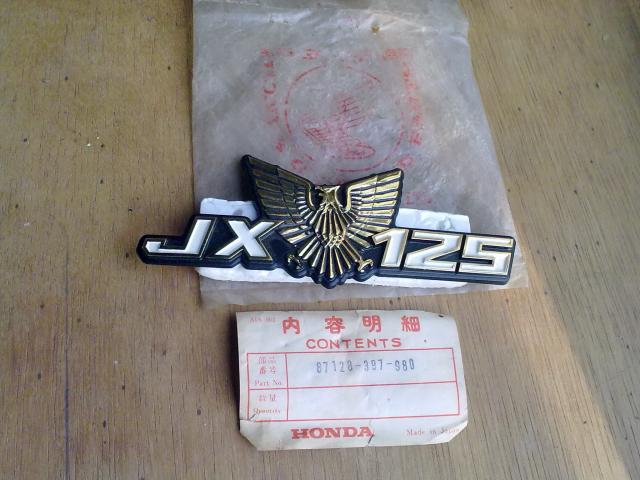 JX 125
内容明細
CONTENTS
部品
番号
Part No.
87128-397-980
数量
Quantity
HONDA
Made in Japan